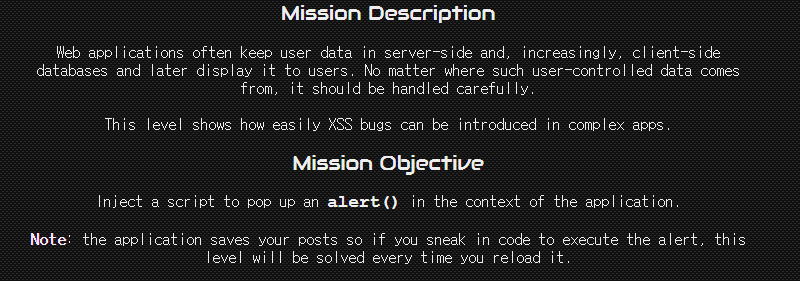 Mission Description
Web applications often keep user data in server-side and, increasingly, client-side
databases and later display it to users. No matter where such user-controlled data comes
from, it should be handled carefully.
This level shows how easily XSS bugs can be introduced in complex apps.
Mission Objective
Inject a script to pop up an alert() in the context of the application.
Note: the application saves your posts so if you sneak in code to execute the alert, this
level will be solved every time you reload it.